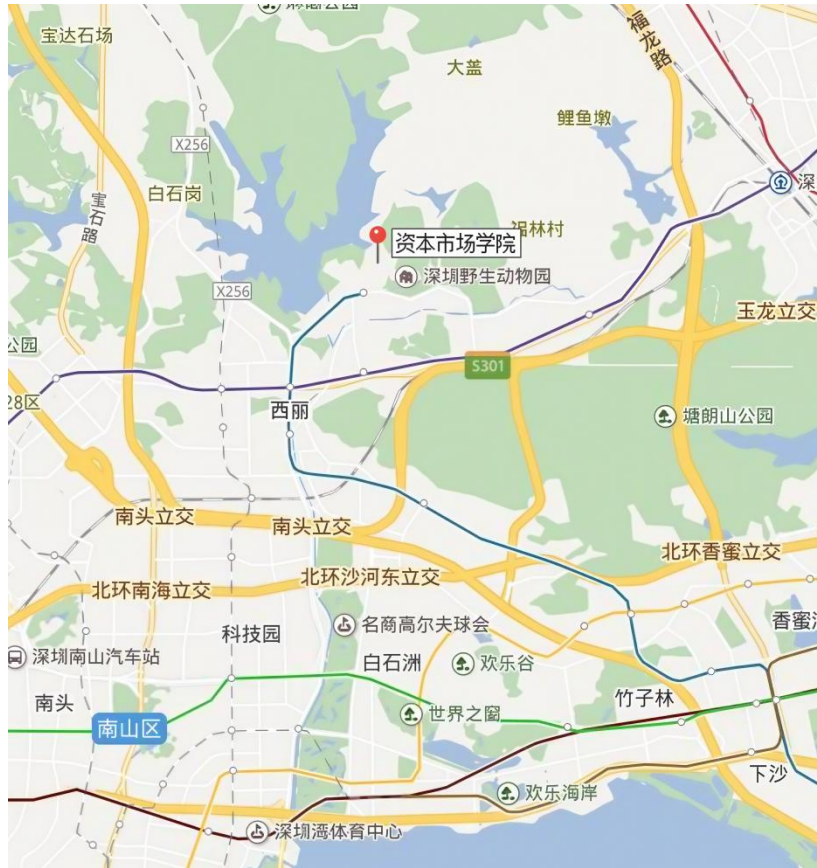 宝达石场
福龙路
大盖
鲤鱼墩
X256
白石岗
深
宝石路
福林村
资本市场学院
深圳野生动物园
X256
玉龙立交
公园
S301
28区
西丽
塘朗山公园
南头立交
南头立交
北环香蜜立交
北环南海立交
北环沙河东立交
名商高尔夫球会
香蜜
科技园
深圳南山汽车站
白石洲
欢乐谷
南头
竹子林
世界之窗
南山区
下沙
欢乐海岸
深圳湾体育中心